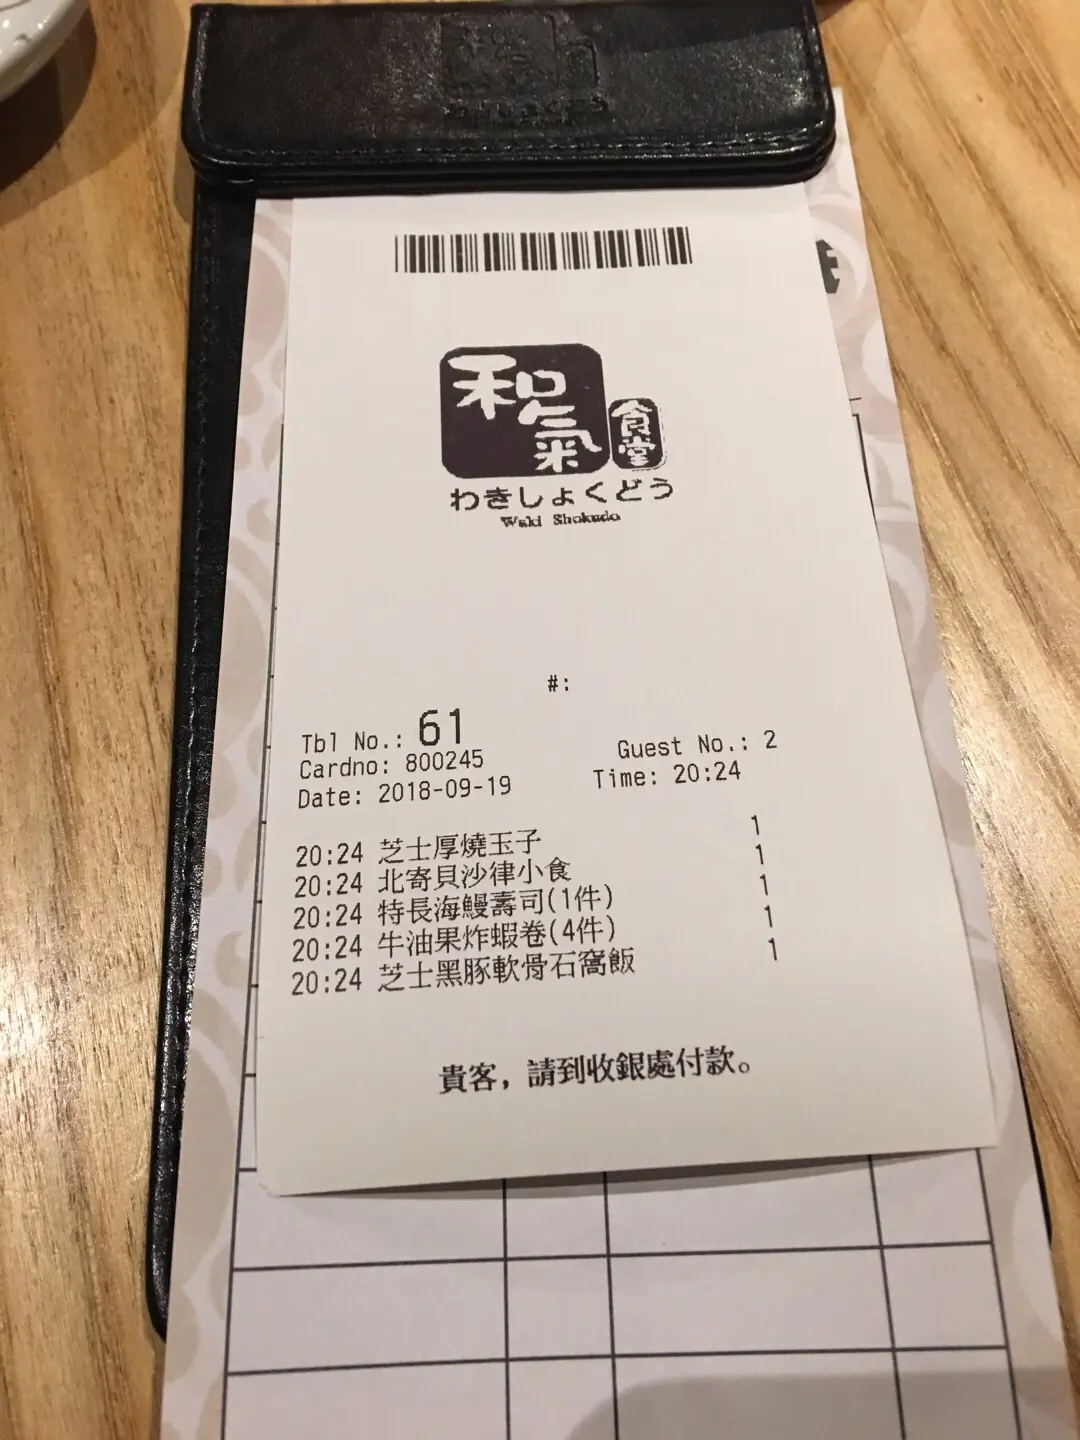 和氣
食堂
わきしょくどう
Waki Shokudo
#:
Tbl No.: 61
Guest No.: 2
Cardno: 800245
Time: 20:24
Date: 2018-09-19
20:24 芝士厚燒玉子 1
20:24 北寄貝沙律小食 1
20:24 特長海鰻壽司(1件) 1
20:24 牛油果炸蝦卷(4件) 1
20:24 芝士黑豚軟骨石窩飯 1
貴客，請到收銀處付款。